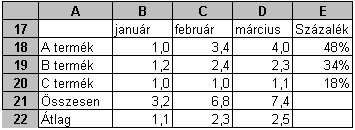 A B C D E
17 január február március Százalék
18 A termék 1,0 3,4 4,0 48%
19 B termék 1,2 2,4 2,3 34%
20 C termék 1,0 1,0 1,1 18%
21 Összesen 3,2 6,8 7,4
22 Átlag 1,1 2,3 2,5